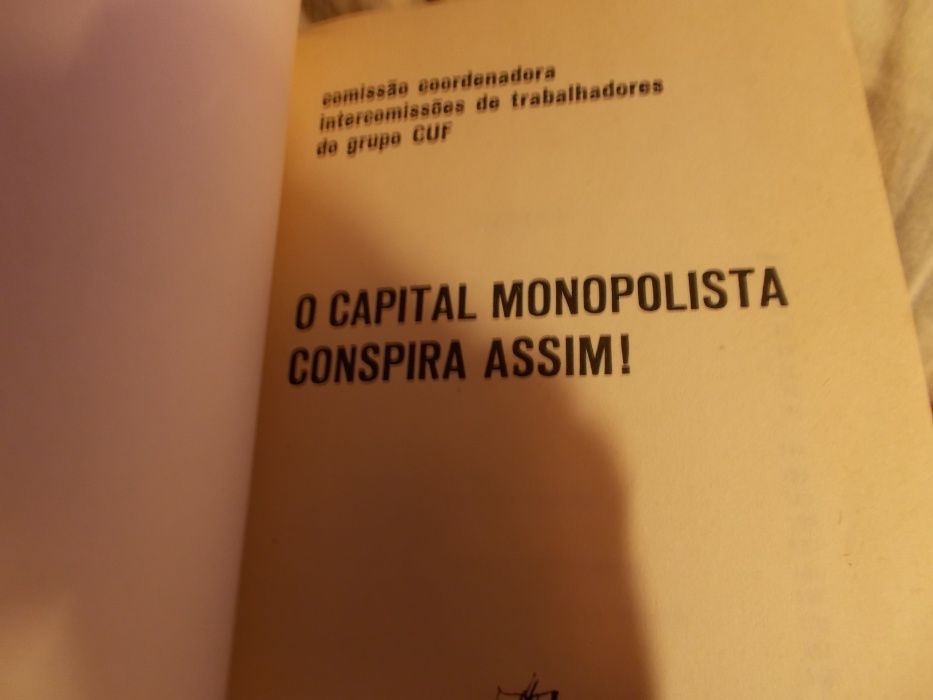 comissão coordenadora
intercomissões de trabalhadores
do grupo CUF
O CAPITAL MONOPOLISTA
CONSPIRA ASSIM!